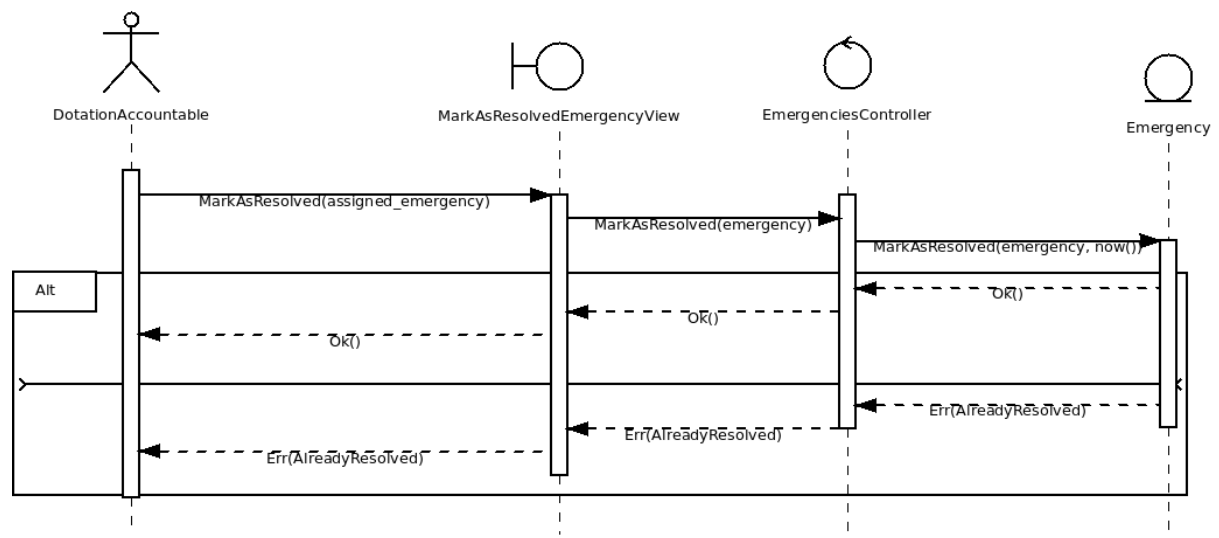 DotationAccountable
MarkAsResolvedEmergencyView
EmergenciesController
Emergency
MarkAsResolved(assigned_emergency)
MarkAsResolved(emergency)
MarkAsResolved(emergency, now())
Alt
Ok()
Ok()
Ok()
Err(AlreadyResolved)
Err(AlreadyResolved)
Err(AlreadyResolved)